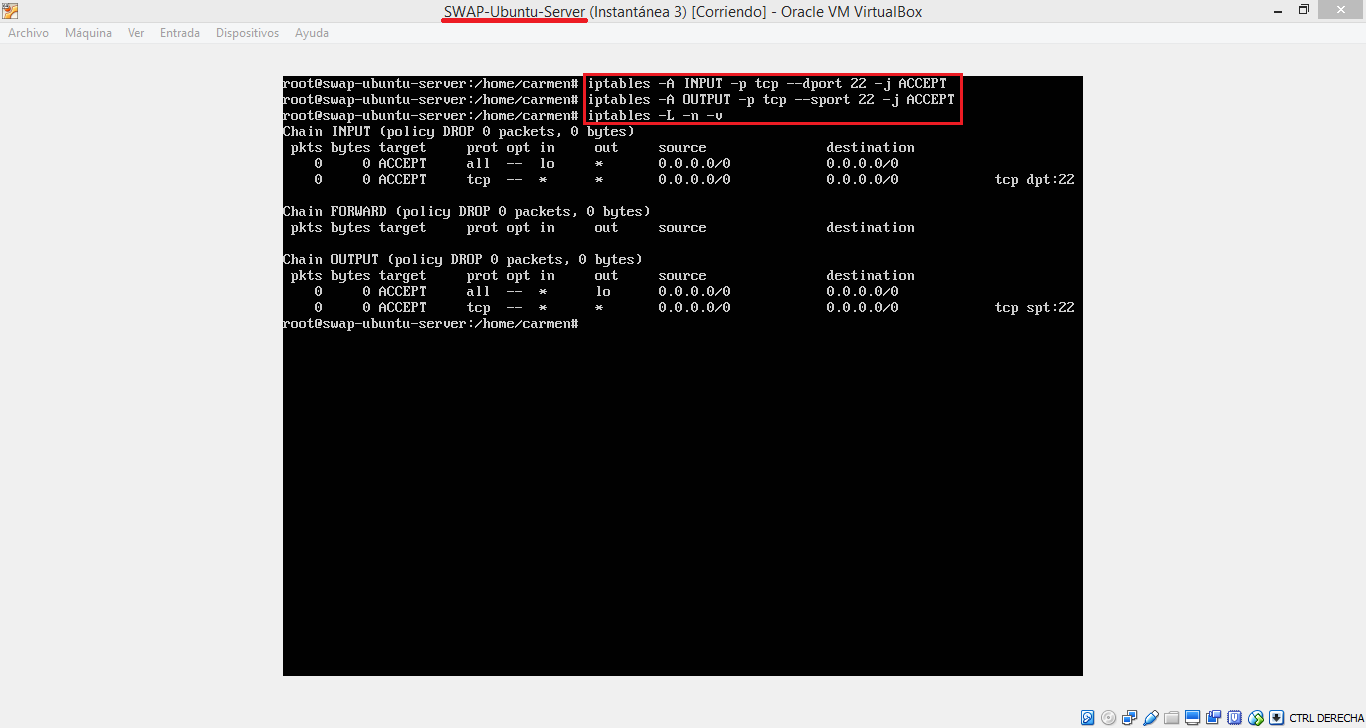 SWAP-Ubuntu-Server (Instantánea 3) [Corriendo] - Oracle VM VirtualBox
Archivo Máquina Ver Entrada Dispositivos Ayuda
root@swap-ubuntu-server:/home/carmen# iptables -A INPUT -p tcp --dport 22 -j ACCEPT
root@swap-ubuntu-server:/home/carmen# iptables -A OUTPUT -p tcp --sport 22 -j ACCEPT
root@swap-ubuntu-server:/home/carmen# iptables -L -n -v
Chain INPUT (policy DROP 0 packets, 0 bytes)
pkts bytes target prot opt in out source destination
0 0 ACCEPT all -- lo * 0.0.0.0/0 0.0.0.0/0
0 0 ACCEPT tcp -- * * 0.0.0.0/0 0.0.0.0/0 tcp dpt:22
Chain FORWARD (policy DROP 0 packets, 0 bytes)
pkts bytes target prot opt in out source destination
Chain OUTPUT (policy DROP 0 packets, 0 bytes)
pkts bytes target prot opt in out source destination
0 0 ACCEPT all -- * lo 0.0.0.0/0 0.0.0.0/0
0 0 ACCEPT tcp -- * * 0.0.0.0/0 0.0.0.0/0 tcp spt:22
root@swap-ubuntu-server:/home/carmen#
CTRL DERECHA